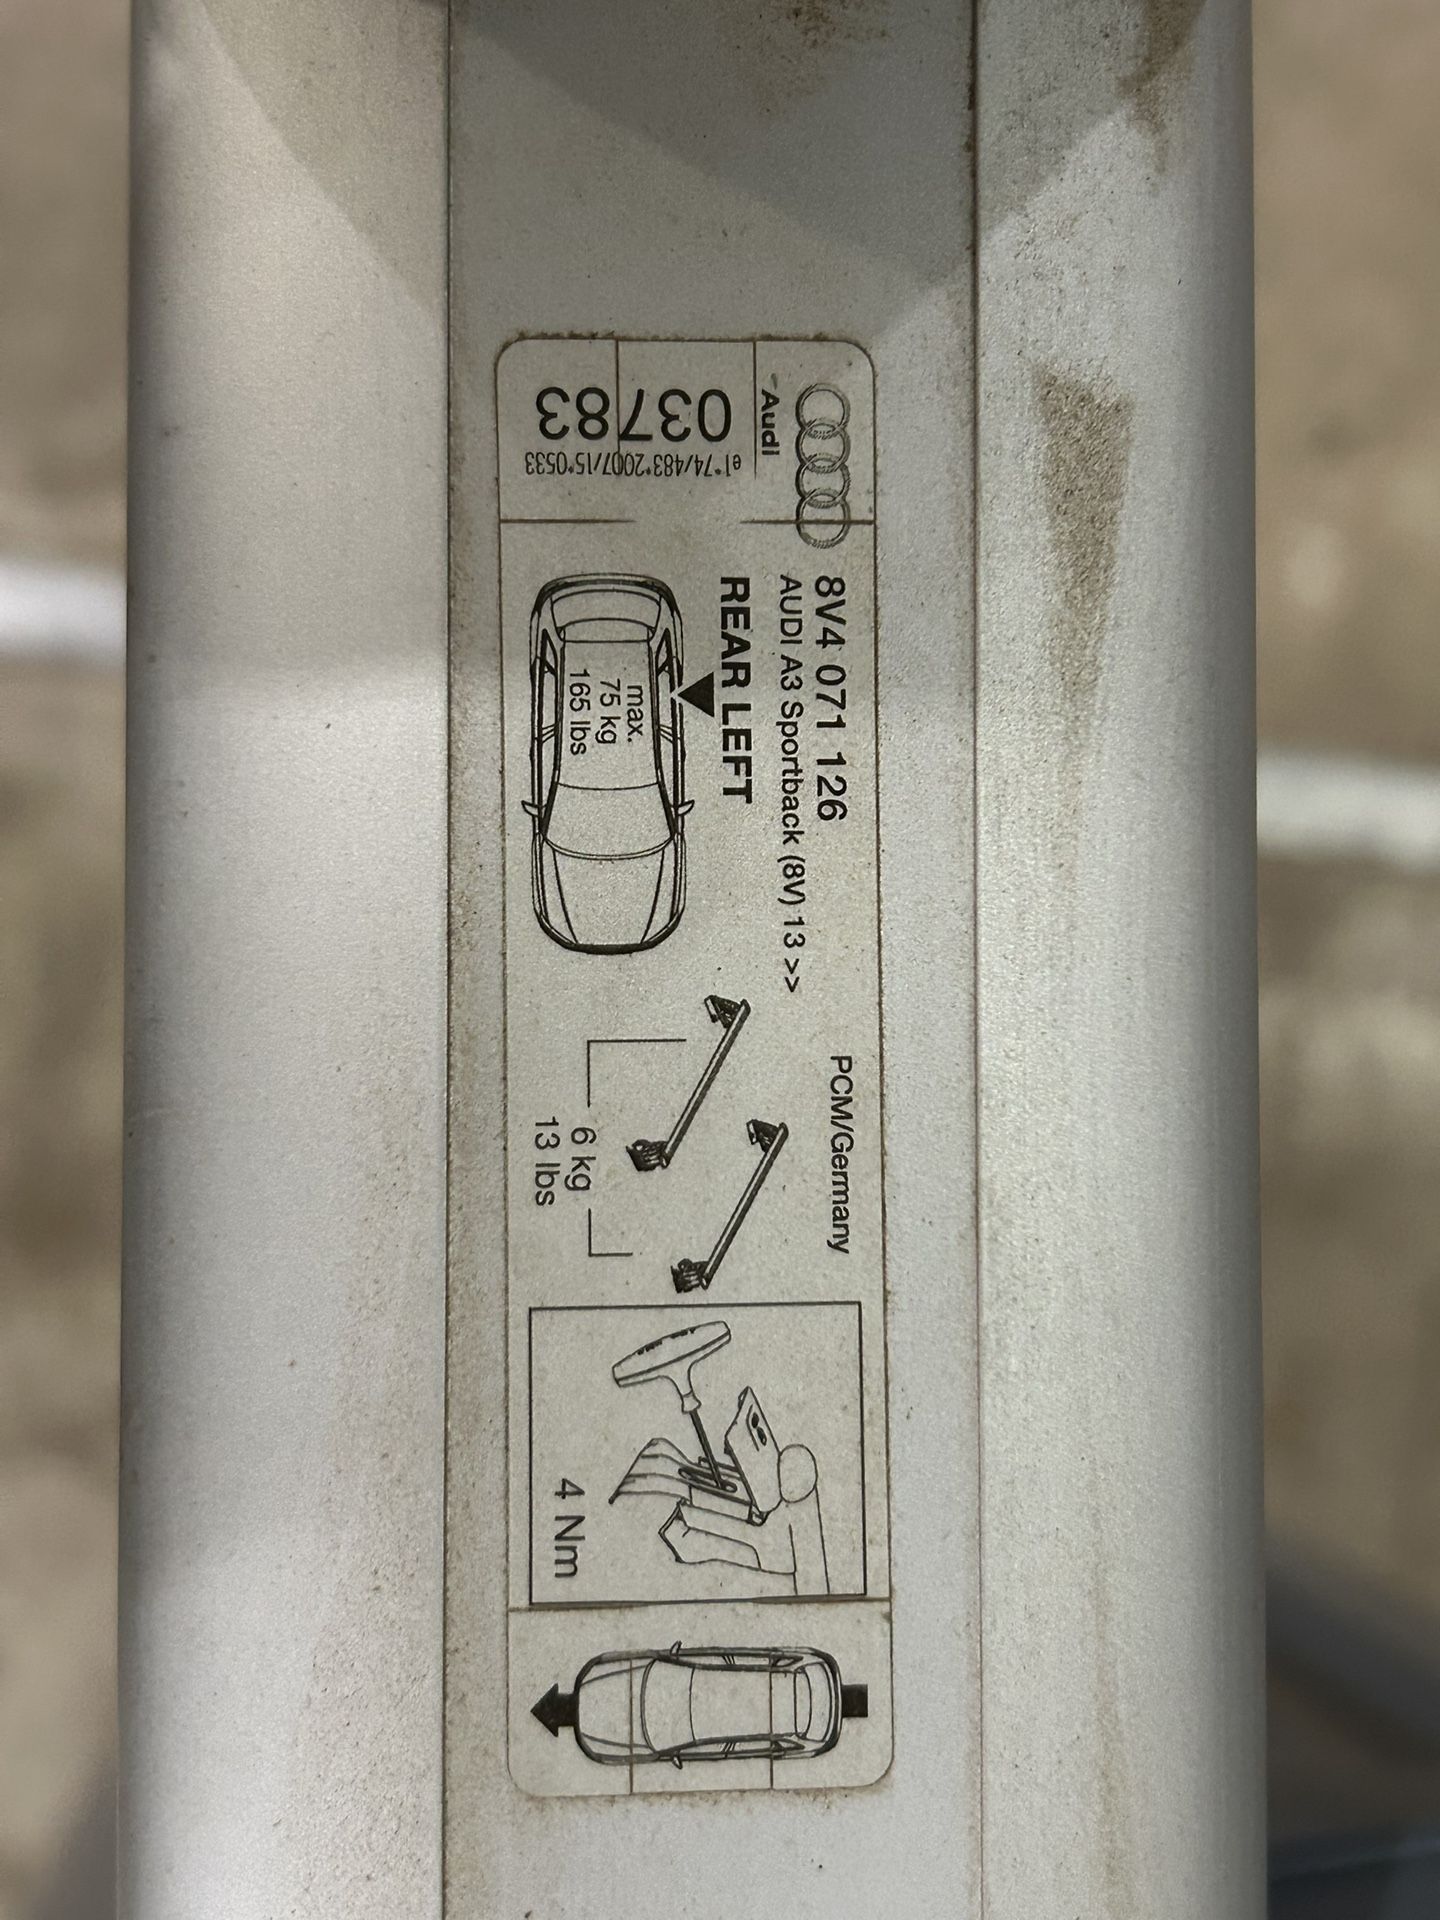 Audi
03783
e1*74/483*2007/15*0533
8V4 071 126
AUDI A3 Sportback (8V) 13 >>
REAR LEFT
max.
75 kg
165 lbs
PCM/Germany
6 kg
13 lbs
4 Nm